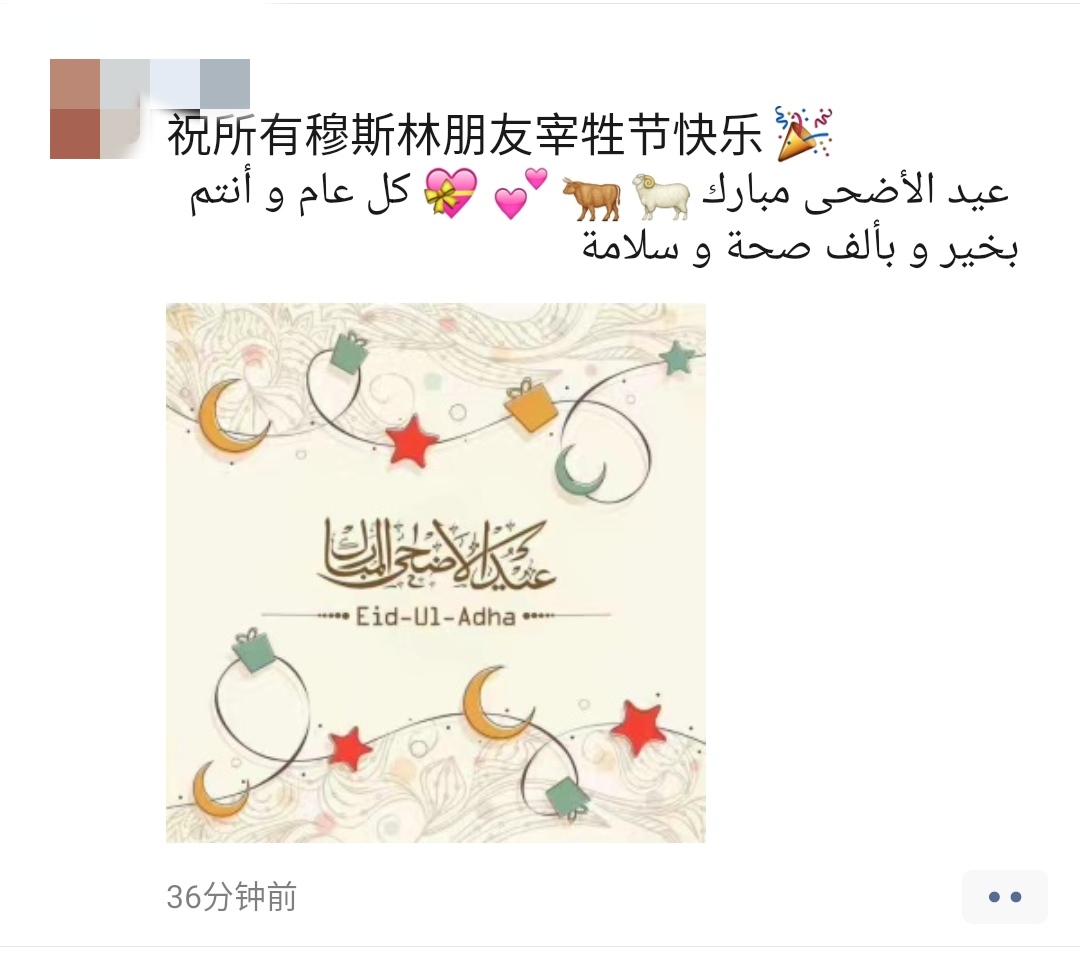 祝所有穆斯林朋友宰牲节快乐🎉
عيد الأضحى مبارك 🐏 🐂 💕 💝 كل عام و أنتم
بخير و بألف صحة و سلامة
عيد الأضحى المبارك
Eid-Ul-Adha
36分钟前